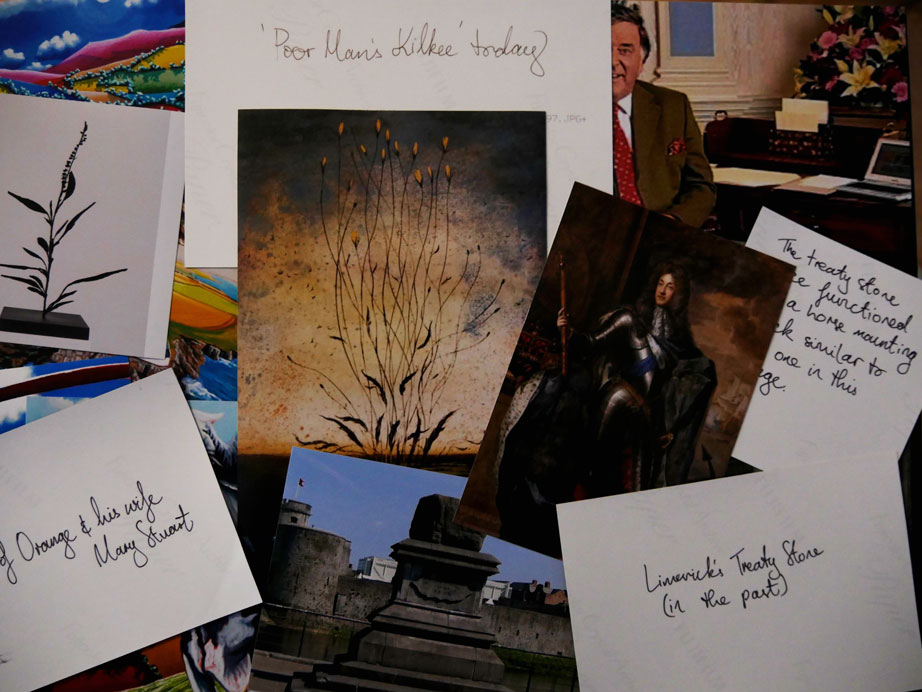 'Poor Man's Kilkee' today
97.JPG+
The treaty stone
functioned
a horse mounting
similar to
one in this
of Orange & his wife
Mary Stuart
Limerick's Treaty Stone
(in the past)